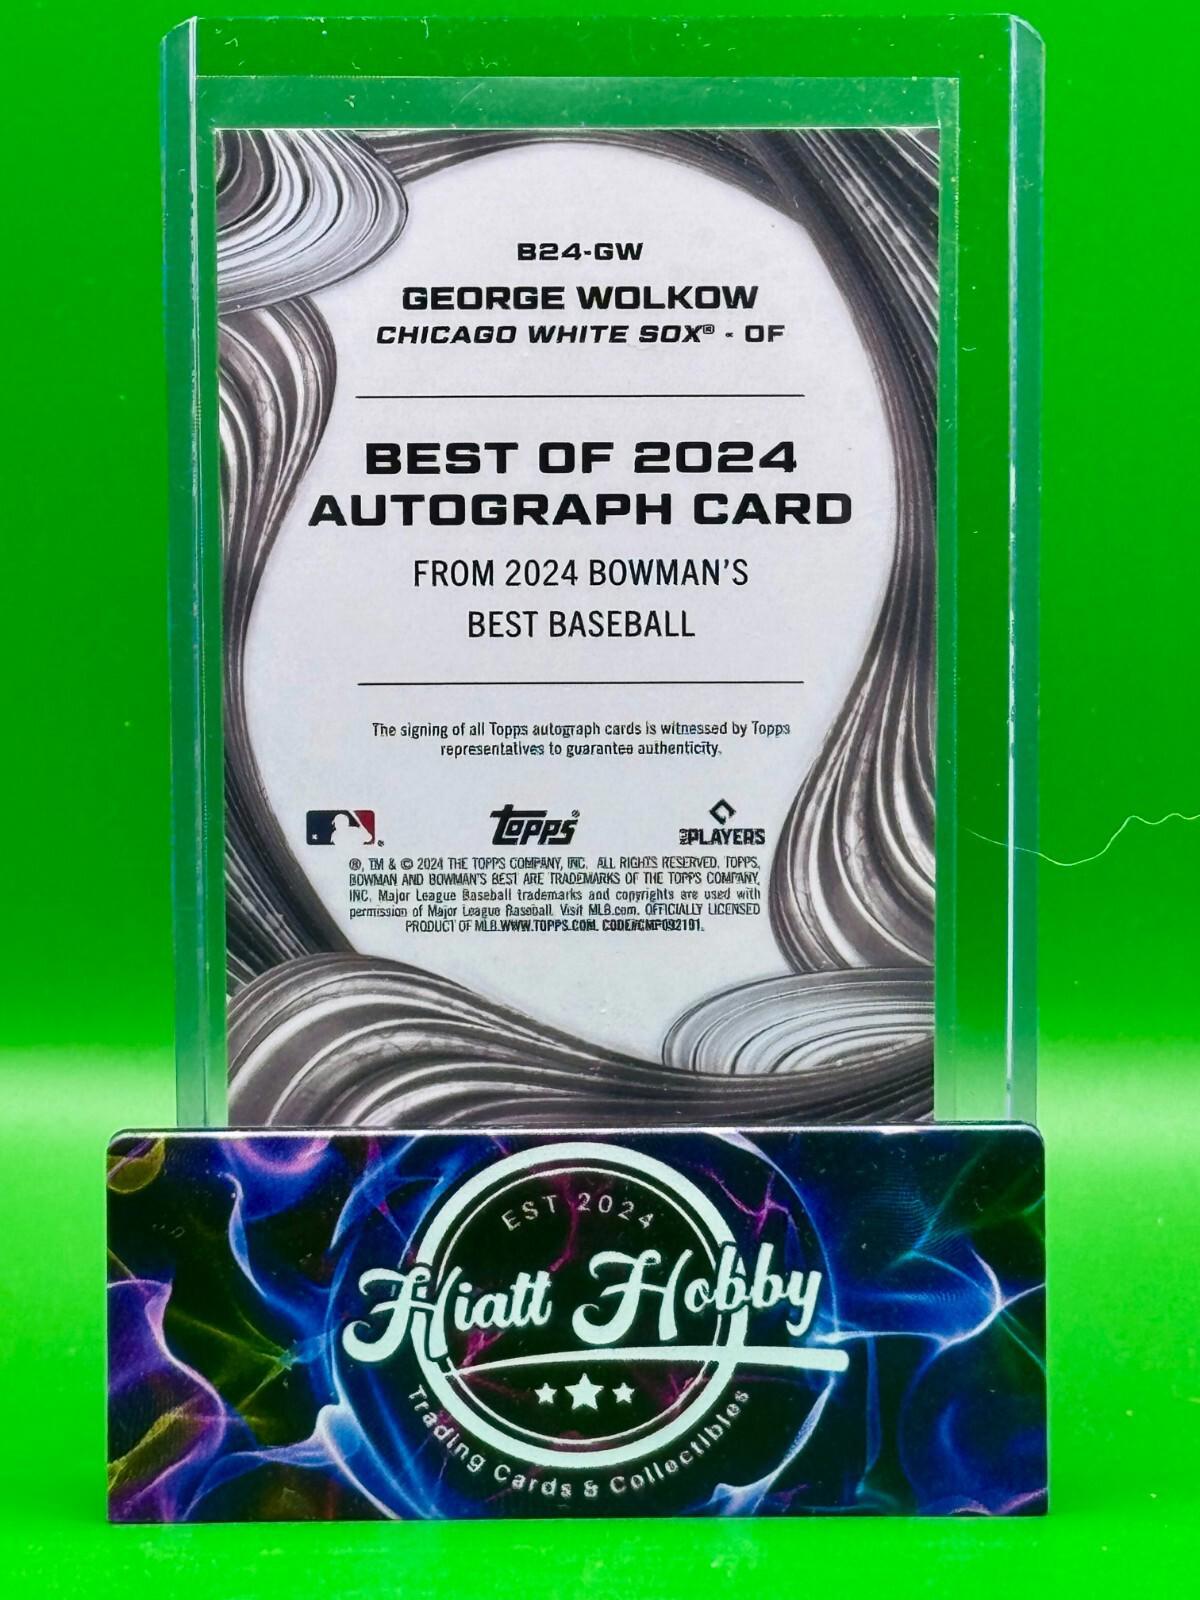 B24-GW
GEORGE WOLKOW
CHICAGO WHITE SOX® - OF
BEST OF 2024
AUTOGRAPH CARD
FROM 2024 BOWMAN'S
BEST BASEBALL
The signing of all Topps autograph cards is witnessed by Topps
representatives to guarantee authenticity.
Topps®
MLB PLAYERS
®, TM & © 2024 THE TOPPS COMPANY, INC. ALL RIGHTS RESERVED. TOPPS,
BOWMAN AND BOWMAN'S BEST ARE TRADEMARKS OF THE TOPPS COMPANY,
INC. Major League Baseball trademarks and copyrights are used with
permission of Major League Baseball. Visit MLB.com. OFFICIALLY LICENSED
PRODUCT OF MLB WWW.TOPPS.COM. CODE#CMP092191.
EST 2024
Hiatt Hobby
Trading Cards & Collectibles